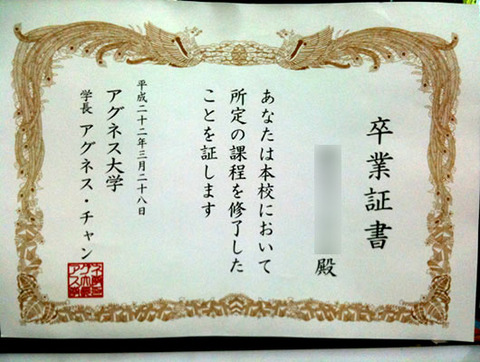 卒業証書
殿
あなたは本校において
所定の課程を修了した
ことを証します
平成二十二年三月二十八日
アグネス大学
学長 アグネス・チャン